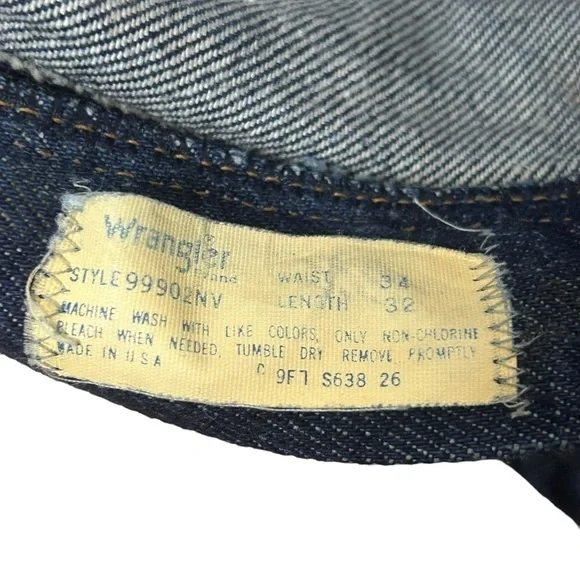 Wrangler
WAIST 34
STYLE 99902NV LENGTH 32
MACHINE WASH WITH LIKE COLORS, ONLY NON-CHLORINE
BLEACH WHEN NEEDED, TUMBLE DRY REMOVE PROMPTLY
MADE IN U S A
C 9F7 S638 26